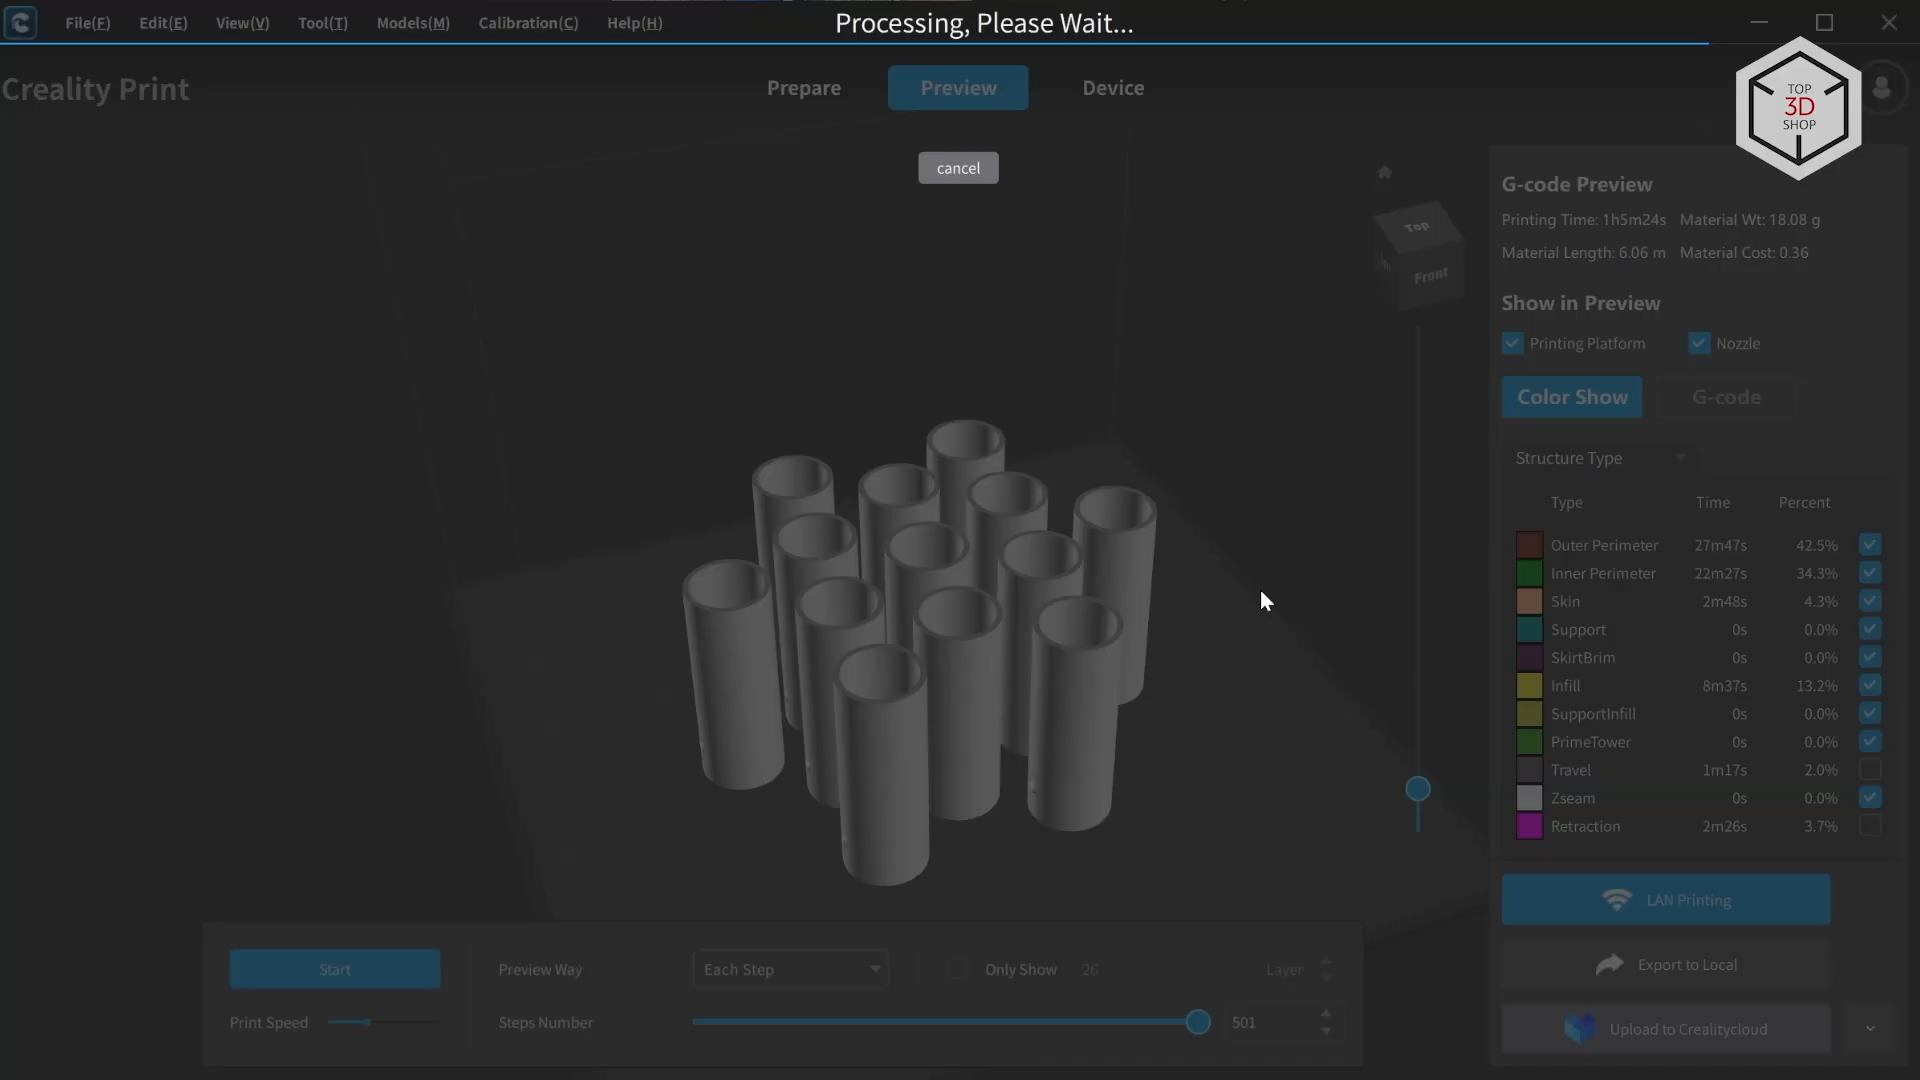 File(F) Edit(E) View(V) Tool(T) Models(M) Calibration(C) Help(H) Processing, Please Wait...
Creality Print
Prepare Preview Device
TOP
3D
SHOP
cancel
Top
Front
G-code Preview
Printing Time: 1h5m24s Material Wt: 18.08 g
Material Length: 6.06 m Material Cost: 0.36
Show in Preview
Printing Platform Nozzle
Color Show G-code
Structure Type
Type Time Percent
Outer Perimeter 27m47s 42.5%
Inner Perimeter 22m27s 34.3%
Skin 2m48s 4.3%
Support 0s 0.0%
SkirtBrim 0s 0.0%
Infill 8m37s 13.2%
SupportInfill 0s 0.0%
PrimeTower 0s 0.0%
Travel 1m17s 2.0%
Zseam 0s 0.0%
Retraction 2m26s 3.7%
LAN Printing
Export to Local
Upload to Crealitycloud
Start Preview Way Each Step Only Show 26 Layer
Print Speed Steps Number 501